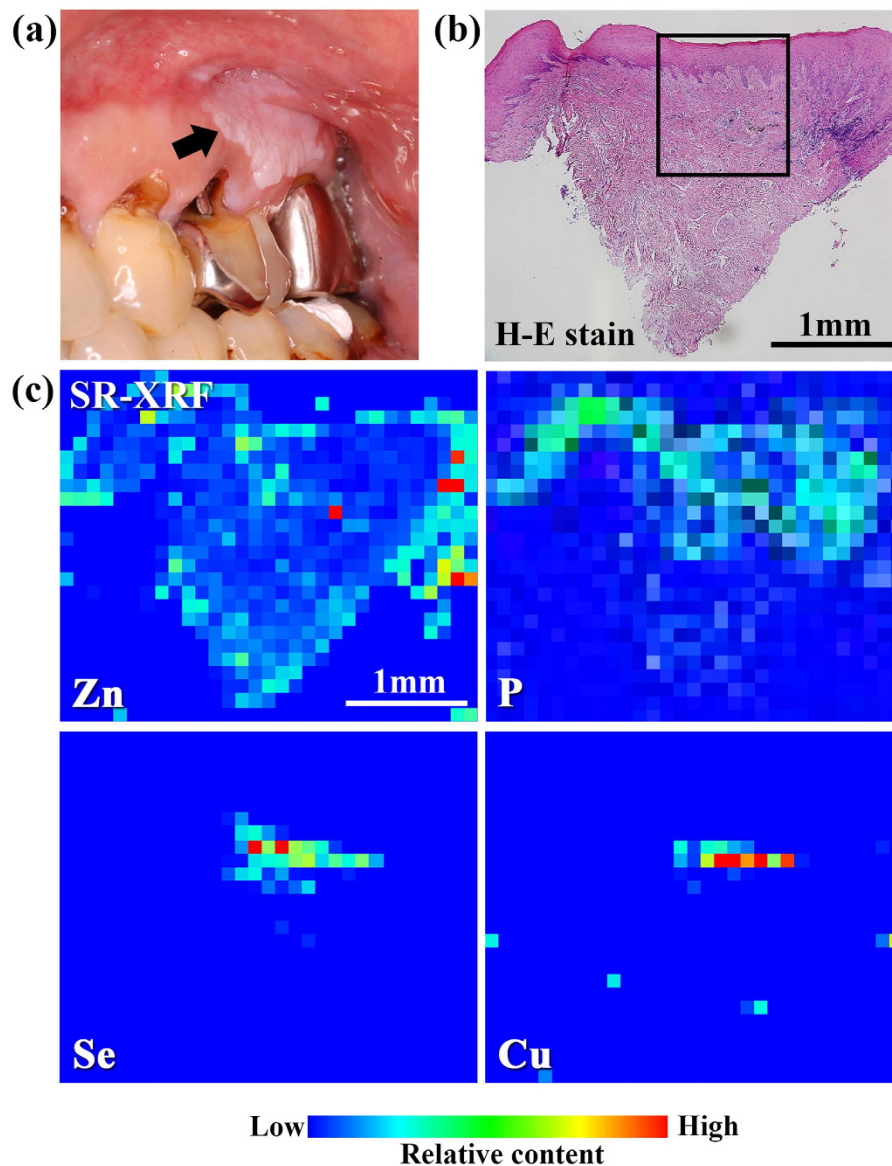 (a)
(b)
H-E stain
1mm
(c)
SR-XRF
Zn
1mm
P
Se
Cu
Low
High
Relative content